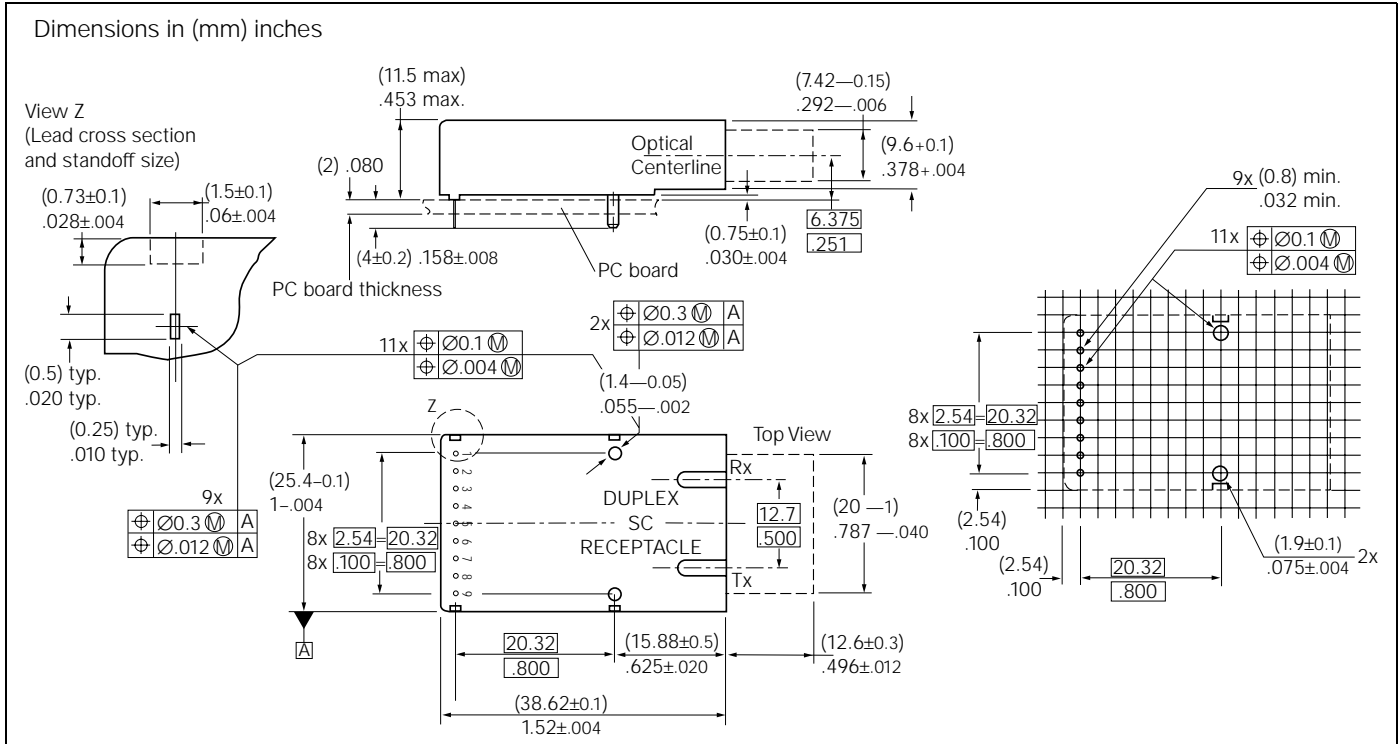 Dimensions in (mm) inches
View Z
(Lead cross section
and standoff size)
(0.73±0.1)
.028±.004
(1.5±0.1)
.06±.004
(0.5) typ.
.020 typ.
(0.25) typ.
.010 typ.
9x
⌖ Ø0.3 Ⓜ A
⌖ Ø.012 Ⓜ A
(11.5 max)
.453 max.
(2) .080
(4±0.2) .158±.008
PC board thickness
PC board
Optical
Centerline
(7.42—0.15)
.292—.006
(9.6+0.1)
.378+.004
6.375
.251
(0.75±0.1)
.030±.004
11x
⌖ Ø0.1 Ⓜ
⌖ Ø.004 Ⓜ
2x
⌖ Ø0.3 Ⓜ A
⌖ Ø.012 Ⓜ A
(1.4—0.05)
.055—.002
Z
Top View
(25.4–0.1)
1–.004
A
8x 2.54=20.32
8x .100=.800
1
2
3
4
5
6
7
8
9
DUPLEX
SC
RECEPTACLE
Rx
Tx
12.7
.500
(20 —1)
.787 —.040
20.32
.800
(15.88±0.5)
.625±.020
(12.6±0.3)
.496±.012
(38.62±0.1)
1.52±.004
9x (0.8) min.
.032 min.
11x
⌖ Ø0.1 Ⓜ
⌖ Ø.004 Ⓜ
8x 2.54=20.32
8x .100=.800
(2.54)
.100
(2.54)
.100
20.32
.800
(1.9±0.1)
.075±.004
2x